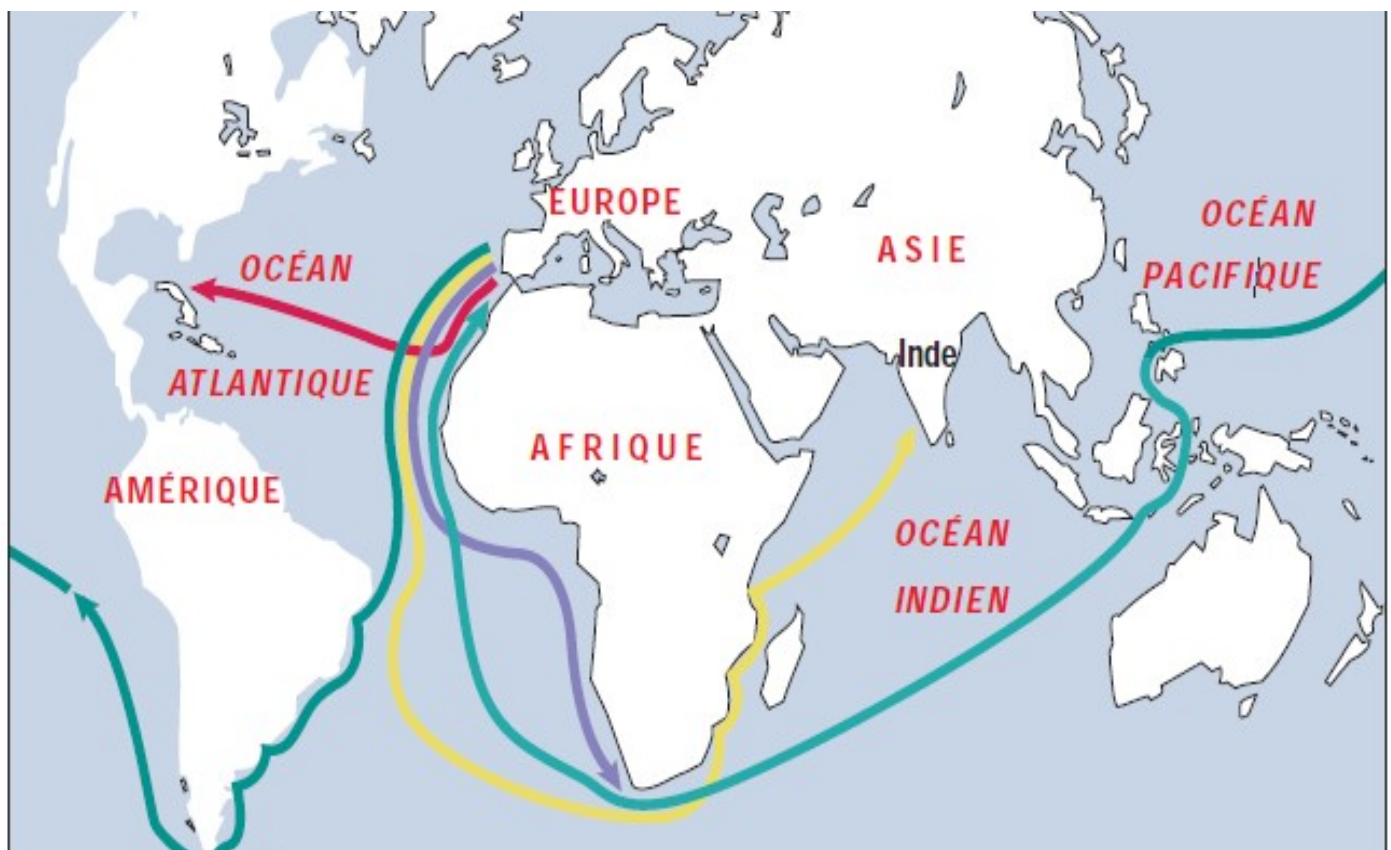 EUROPE
OCÉAN
ASIE
PACIFIQUE
OCÉAN
Inde
ATLANTIQUE
AFRIQUE
AMÉRIQUE
OCÉAN
INDIEN